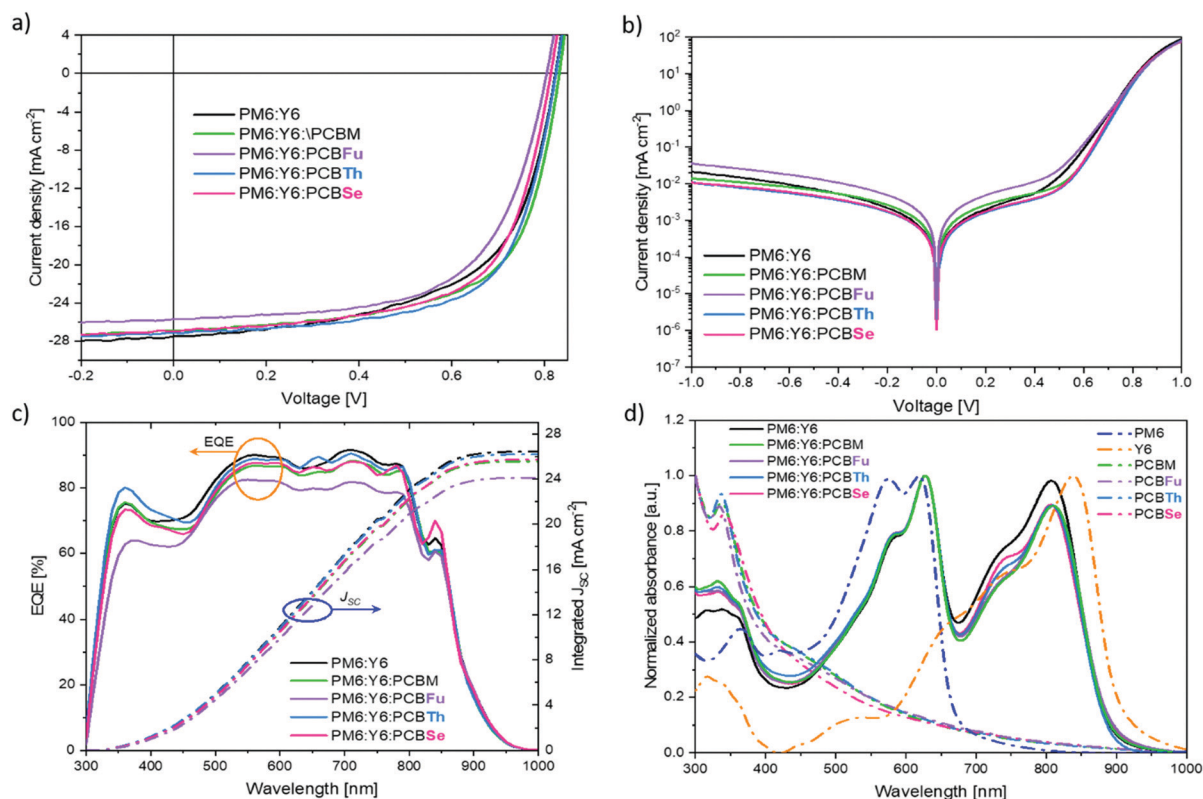 a)
4
0
-4
-8
-12
-16
-20
-24
-28
Current density [mA cm⁻²]
PM6:Y6
PM6:Y6:\PCBM
PM6:Y6:PCBFu
PM6:Y6:PCBTh
PM6:Y6:PCBSe
-0.2 0.0 0.2 0.4 0.6 0.8
Voltage [V]
b)
10²
10¹
10⁰
10⁻¹
10⁻²
10⁻³
10⁻⁴
10⁻⁵
10⁻⁶
10⁻⁷
Current density [mA cm⁻²]
PM6:Y6
PM6:Y6:PCBM
PM6:Y6:PCBFu
PM6:Y6:PCBTh
PM6:Y6:PCBSe
-1.0 -0.8 -0.6 -0.4 -0.2 0.0 0.2 0.4 0.6 0.8 1.0
Voltage [V]
c)
100
80
60
40
20
0
EQE [%]
EQE
J_SC
PM6:Y6
PM6:Y6:PCBM
PM6:Y6:PCBFu
PM6:Y6:PCBTh
PM6:Y6:PCBSe
28
24
20
16
12
8
4
0
Integrated J_SC [mA cm⁻²]
300 400 500 600 700 800 900 1000
Wavelength [nm]
d)
1.2
1.0
0.8
0.6
0.4
0.2
0.0
Normalized absorbance [a.u.]
PM6:Y6
PM6:Y6:PCBM
PM6:Y6:PCBFu
PM6:Y6:PCBTh
PM6:Y6:PCBSe
PM6
Y6
PCBM
PCBFu
PCBTh
PCBSe
300 400 500 600 700 800 900 1000
Wavelength [nm]